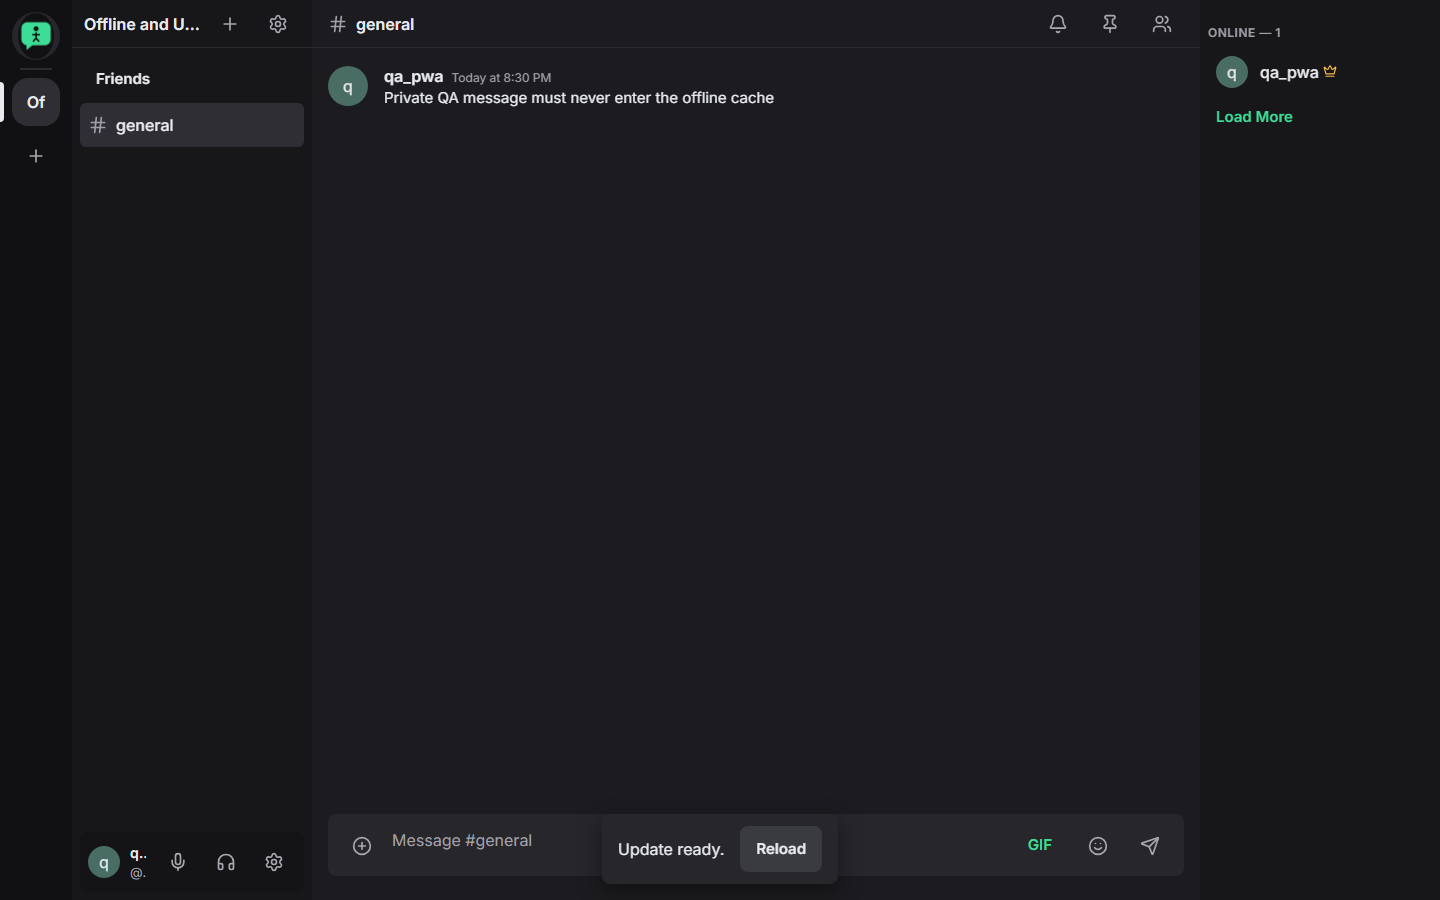 Offline and U...
Of
Friends
general
general
q
qa_pwa Today at 8:30 PM
Private QA message must never enter the offline cache
Message #general
GIF
Update ready.
Reload
q
q..
@.
ONLINE — 1
q
qa_pwa
Load More